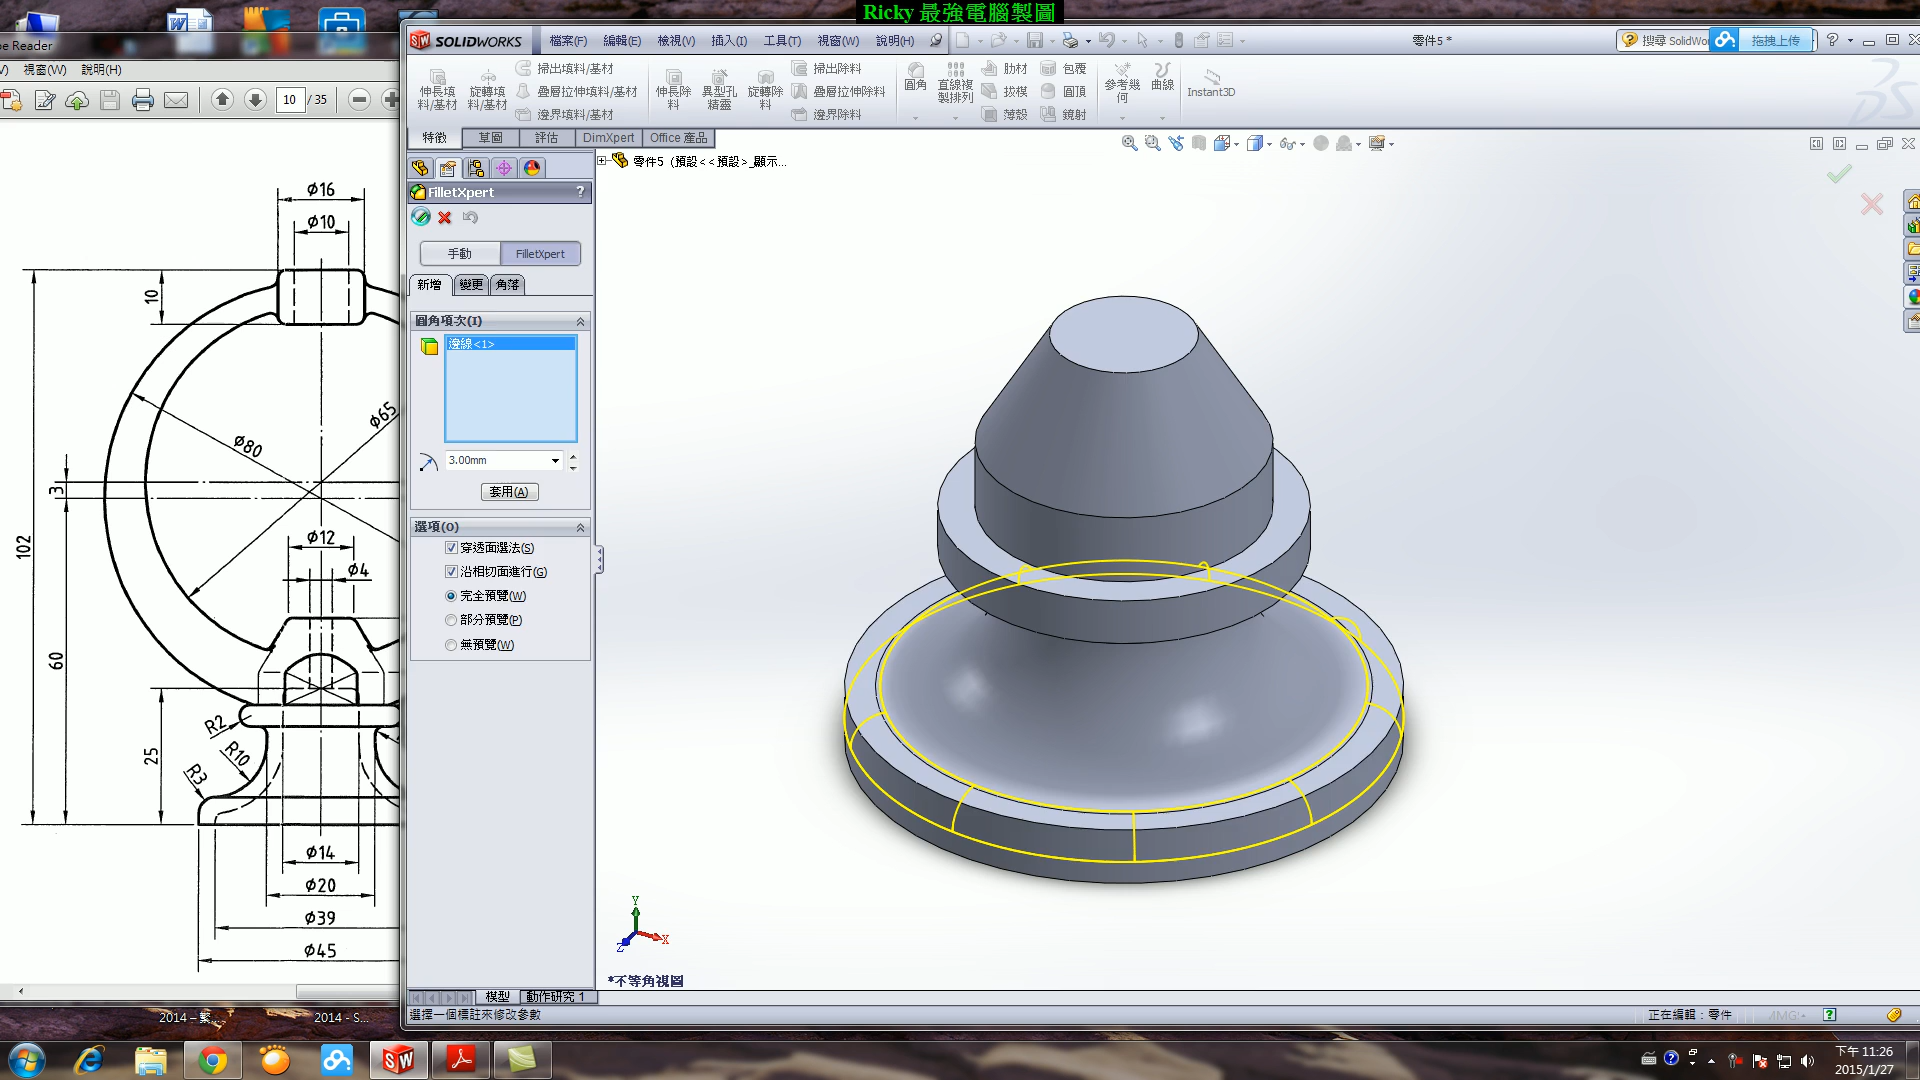 Ricky 最強電腦製圖
be Reader
SOLIDWORKS
檔案(F) 編輯(E) 檢視(V) 插入(I) 工具(T) 視窗(W) 說明(H)
零件5 *
搜尋 SolidWor
拖拽上传
V) 視窗(W) 說明(H)
10 / 35
伸長填料/基材
旋轉填料/基材
掃出填料/基材
疊層拉伸填料/基材
邊界填料/基材
伸長除料
異型孔精靈
旋轉除料
掃出除料
疊層拉伸除料
邊界除料
圓角
直線複製排列
肋材
拔模
薄殼
包覆
圓頂
鏡射
參考幾何
曲線
Instant3D
特徵 草圖 評估 DimXpert Office 產品
零件5 (預設<<預設>_顯示...
FilletXpert ?
手動 FilletXpert
新增 變更 角落
圓角項次(I)
邊線<1>
3.00mm
套用(A)
選項(O)
穿透面選法(S)
沿相切面進行(G)
完全預覽(W)
部分預覽(P)
無預覽(W)
ϕ16
ϕ10
10
ϕ65
ϕ80
3
102
ϕ12
ϕ4
60
R2
R10
25
R3
ϕ14
ϕ20
ϕ39
ϕ45
Y
X
Z
*不等角視圖
模型 動作研究 1
選擇一個標註來修改參數
正在編輯：零件
2014 – 繁...
2014 - S...
下午 11:26
2015/1/27